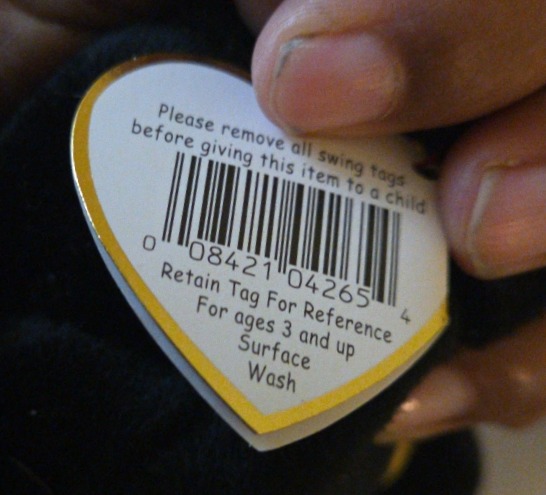 Please remove all swing tags
before giving this item to a child
0 08421 04265 4
Retain Tag For Reference
For ages 3 and up
Surface
Wash